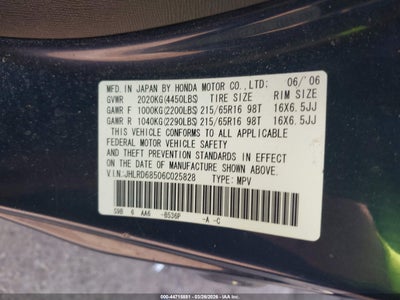 MFD. IN JAPAN BY HONDA MOTOR CO., LTD: 06/'06
GVWR 2020KG(4450LBS) TIRE SIZE RIM SIZE
GAWR F 1000KG(2200LBS) 215/65R16 98T 16X6.5JJ
GAWR R 1040KG(2290LBS) 215/65R16 98T 16X6.5JJ
THIS VEHICLE CONFORMS TO ALL APPLICABLE
FEDERAL MOTOR VEHICLE SAFETY
AND THEFT PREVENTION STANDARDS IN EFFECT
ON THE DATE OF MANUFACTURE SHOWN ABOVE.
V.I.N:JHLRD68506C025828 TYPE: MPV
S9B 6 AA6 -B536P -A -C
000-44715881 - 03/26/2026 - IAA Inc.